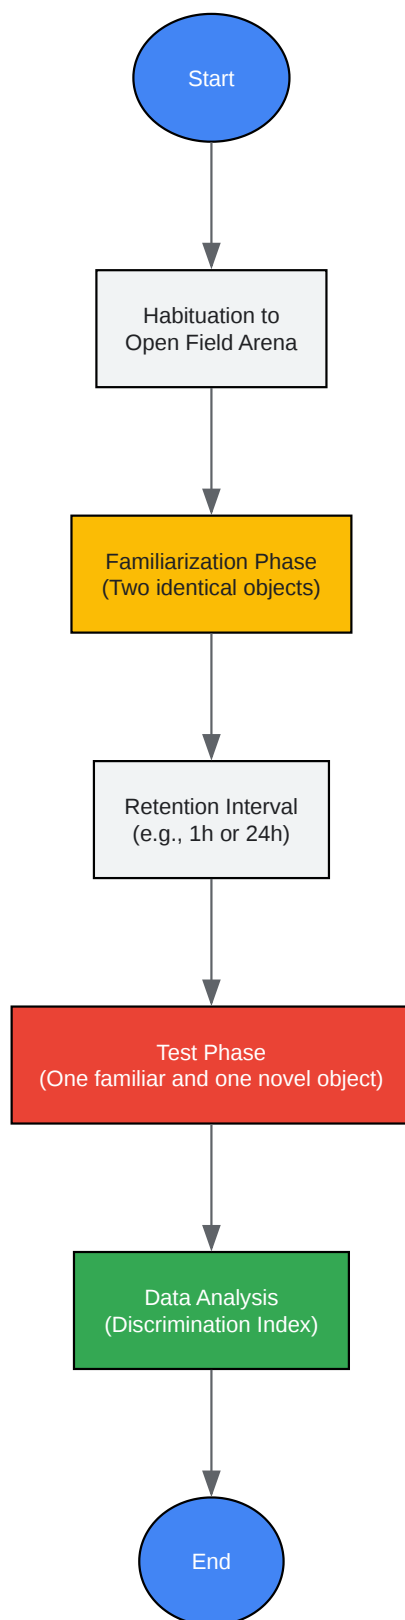 Start
Habituation to
Open Field Arena
Familiarization Phase
(Two identical objects)
Retention Interval
(e.g., 1h or 24h)
Test Phase
(One familiar and one novel object)
Data Analysis
(Discrimination Index)
End